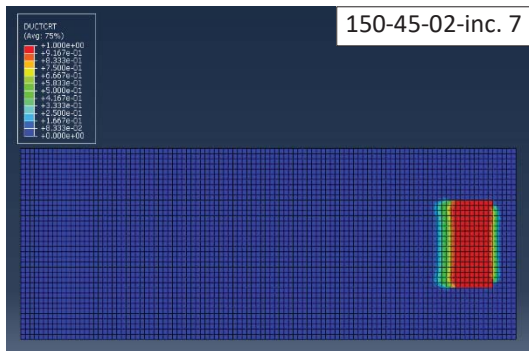 150-45-02-inc. 7
DUCTCRT
(Avg: 75%)
+1.000e+00
+9.167e-01
+8.333e-01
+7.500e-01
+6.667e-01
+5.833e-01
+5.000e-01
+4.167e-01
+3.333e-01
+2.500e-01
+1.667e-01
+8.333e-02
+0.000e+00